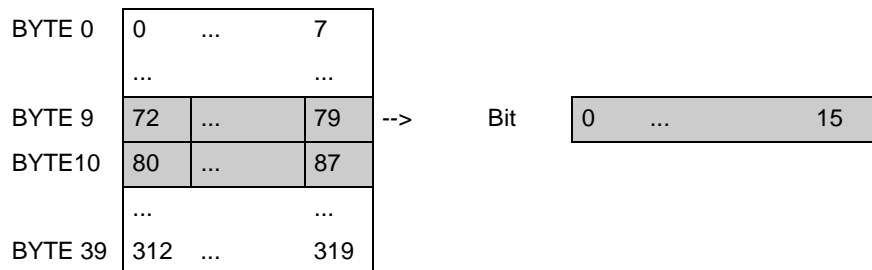 BYTE 0 0 ... 7
... ...
BYTE 9 72 ... 79 --> Bit 0 ... 15
BYTE10 80 ... 87
... ...
BYTE 39 312 ... 319